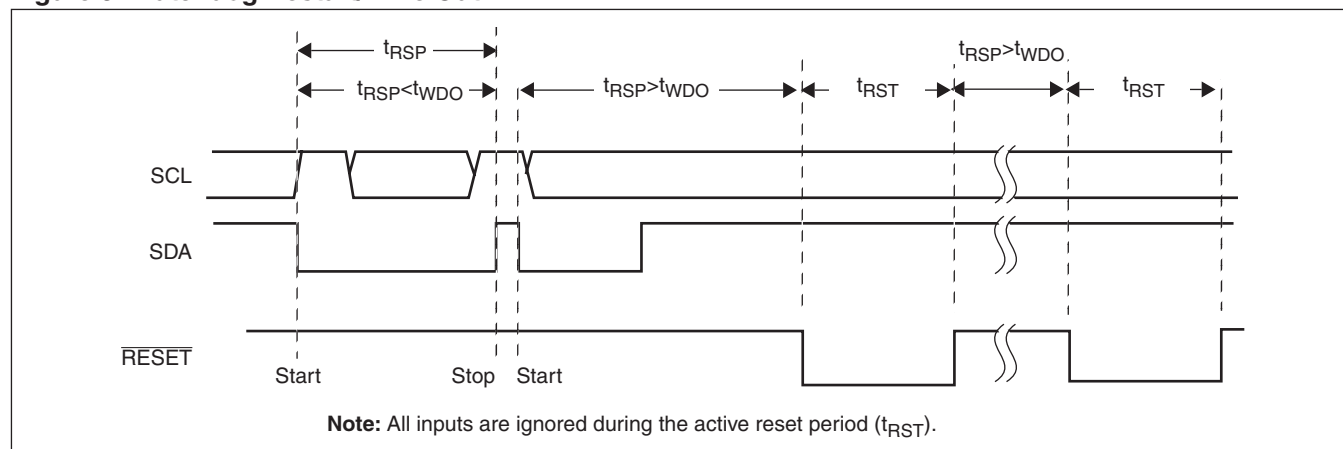 tRSP
tRSP<tWDO
tRSP>tWDO
tRST
tRSP>tWDO
tRST
SCL
SDA
RESET
Start
Stop
Start
Note: All inputs are ignored during the active reset period (tRST).